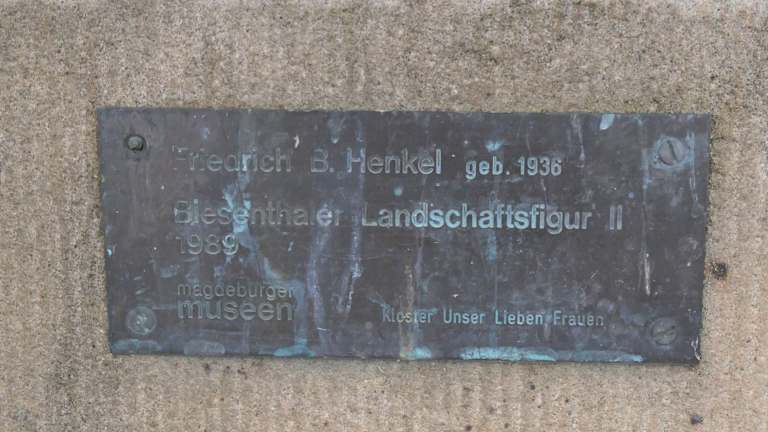 Friedrich B. Henkel geb. 1936
Biesenthaler Landschaftsfigur II
1989
magdeburger
museen
Kloster Unser Lieben Frauen